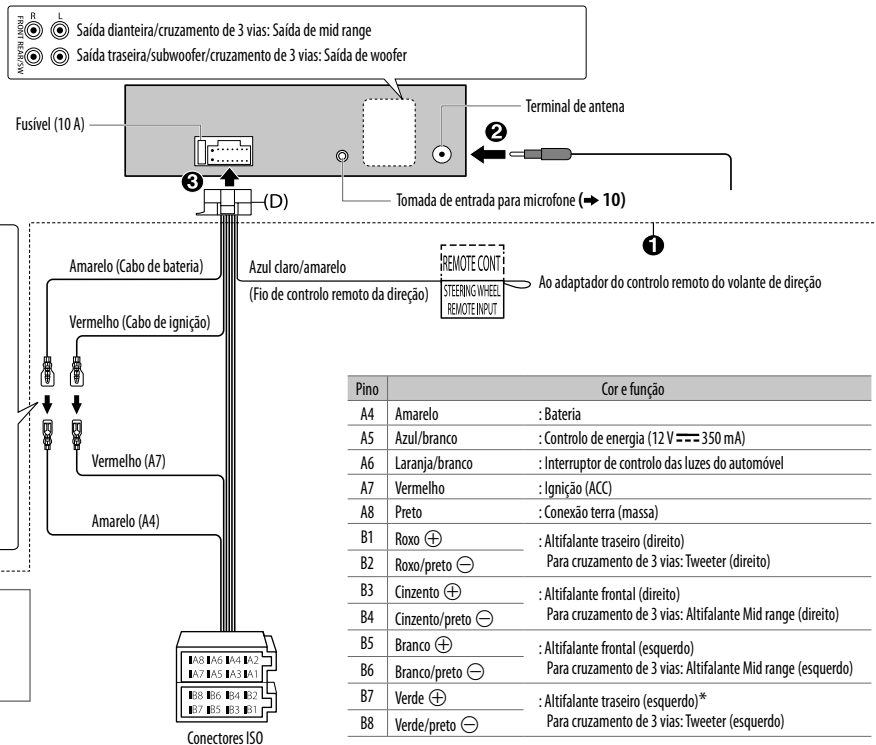 R L
FRONT
REAR/SW
Saída dianteira/cruzamento de 3 vias: Saída de mid range
Saída traseira/subwoofer/cruzamento de 3 vias: Saída de woofer
Fusível (10 A)
Terminal de antena
2
3
(D)
Tomada de entrada para microfone (➜ 10)
1
Amarelo (Cabo de bateria)
Azul claro/amarelo
(Fio de controlo remoto da direção)
REMOTE CONT
STEERING WHEEL
REMOTE INPUT
Ao adaptador do controlo remoto do volante de direção
Vermelho (Cabo de ignição)
Vermelho (A7)
Amarelo (A4)
Pino Cor e função
A4 Amarelo : Bateria
A5 Azul/branco : Controlo de energia (12 V ⎓ 350 mA)
A6 Laranja/branco : Interruptor de controlo das luzes do automóvel
A7 Vermelho : Ignição (ACC)
A8 Preto : Conexão terra (massa)
B1 Roxo ⊕ : Altifalante traseiro (direito)
B2 Roxo/preto ⊖ Para cruzamento de 3 vias: Tweeter (direito)
B3 Cinzento ⊕ : Altifalante frontal (direito)
B4 Cinzento/preto ⊖ Para cruzamento de 3 vias: Altifalante Mid range (direito)
B5 Branco ⊕ : Altifalante frontal (esquerdo)
B6 Branco/preto ⊖ Para cruzamento de 3 vias: Altifalante Mid range (esquerdo)
B7 Verde ⊕ : Altifalante traseiro (esquerdo)*
B8 Verde/preto ⊖ Para cruzamento de 3 vias: Tweeter (esquerdo)
A8 A6 A4 A2
A7 A5 A3 A1
B8 B6 B4 B2
B7 B5 B3 B1
Conectores ISO